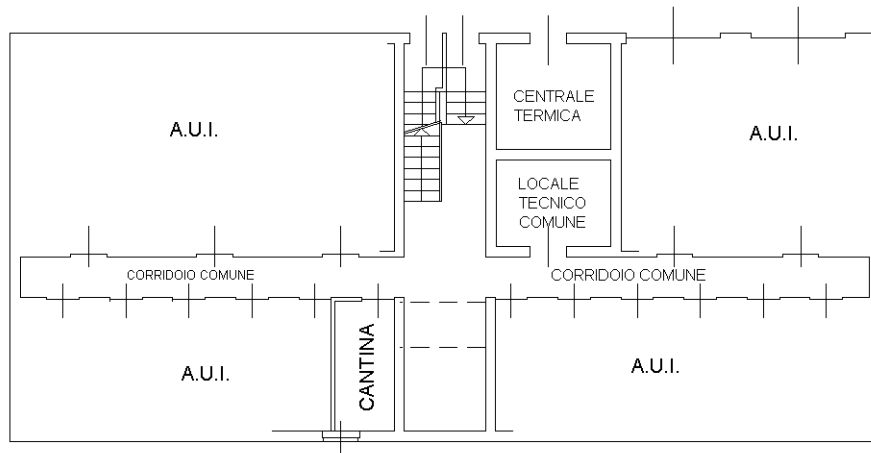 CENTRALE
TERMICA
A.U.I.
A.U.I.
LOCALE
TECNICO
COMUNE
CORRIDOIO COMUNE
CORRIDOIO COMUNE
CANTINA
A.U.I.
A.U.I.